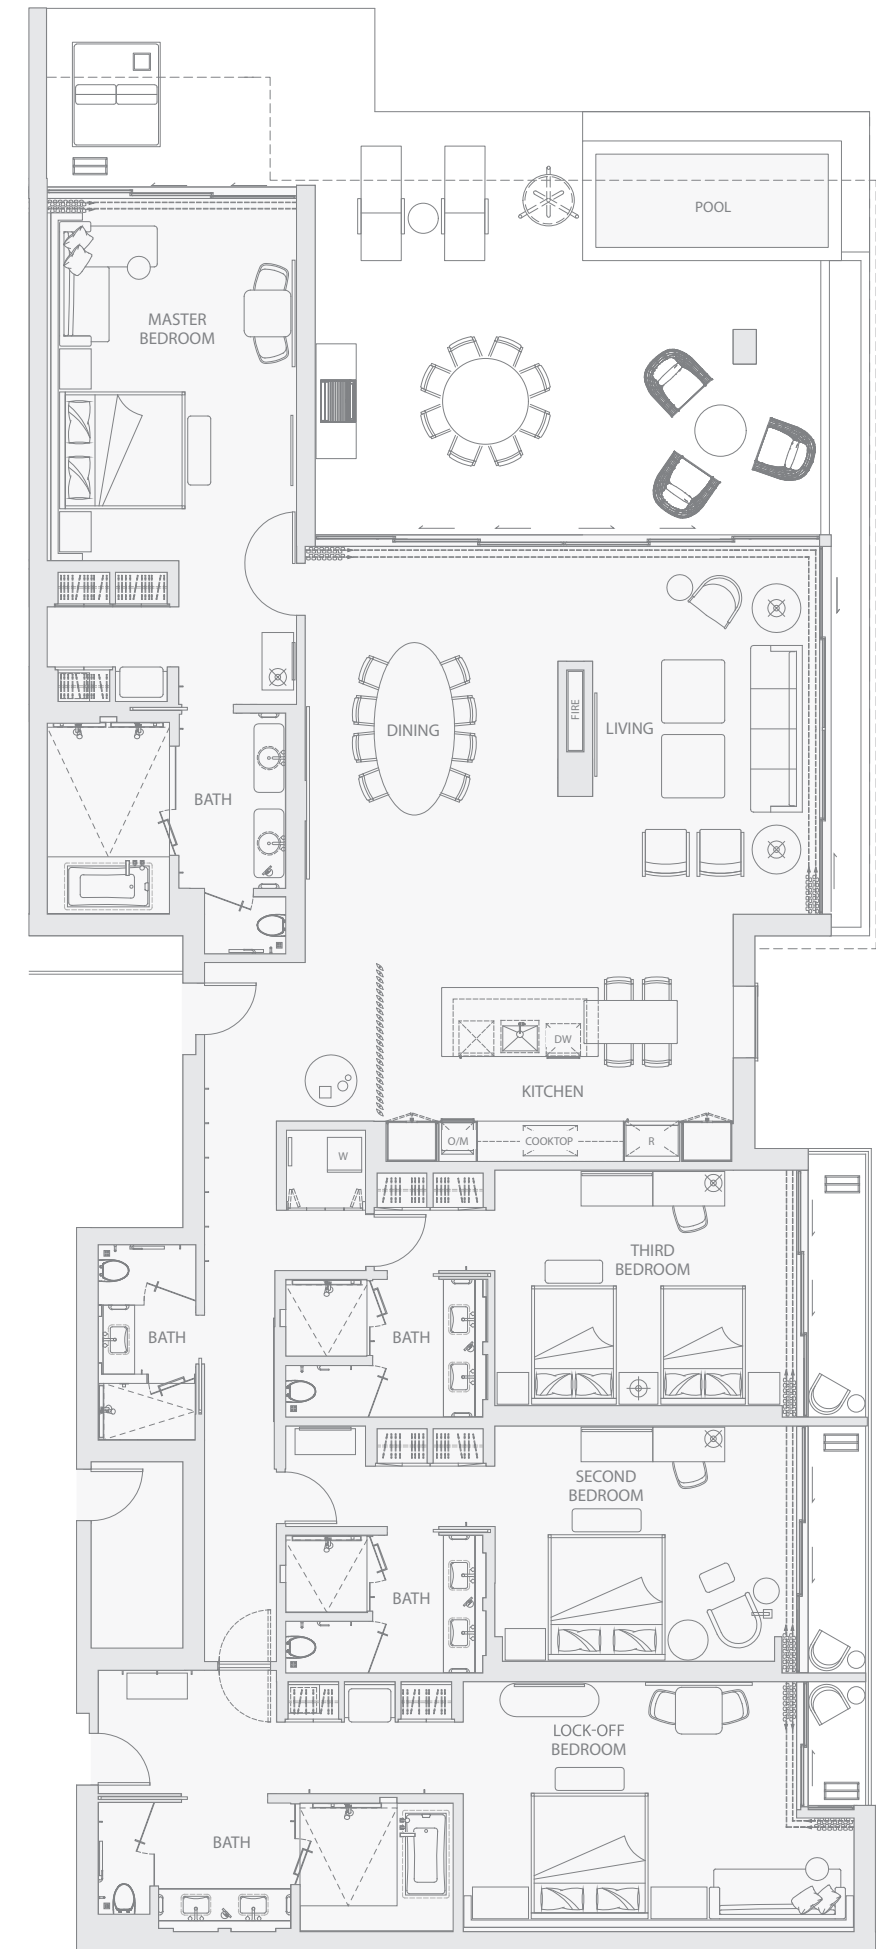 POOL
MASTER
BEDROOM
FIRE
DINING
LIVING
BATH
DW
KITCHEN
O/M
COOKTOP
R
W
THIRD
BEDROOM
BATH
BATH
SECOND
BEDROOM
BATH
LOCK-OFF
BEDROOM
BATH